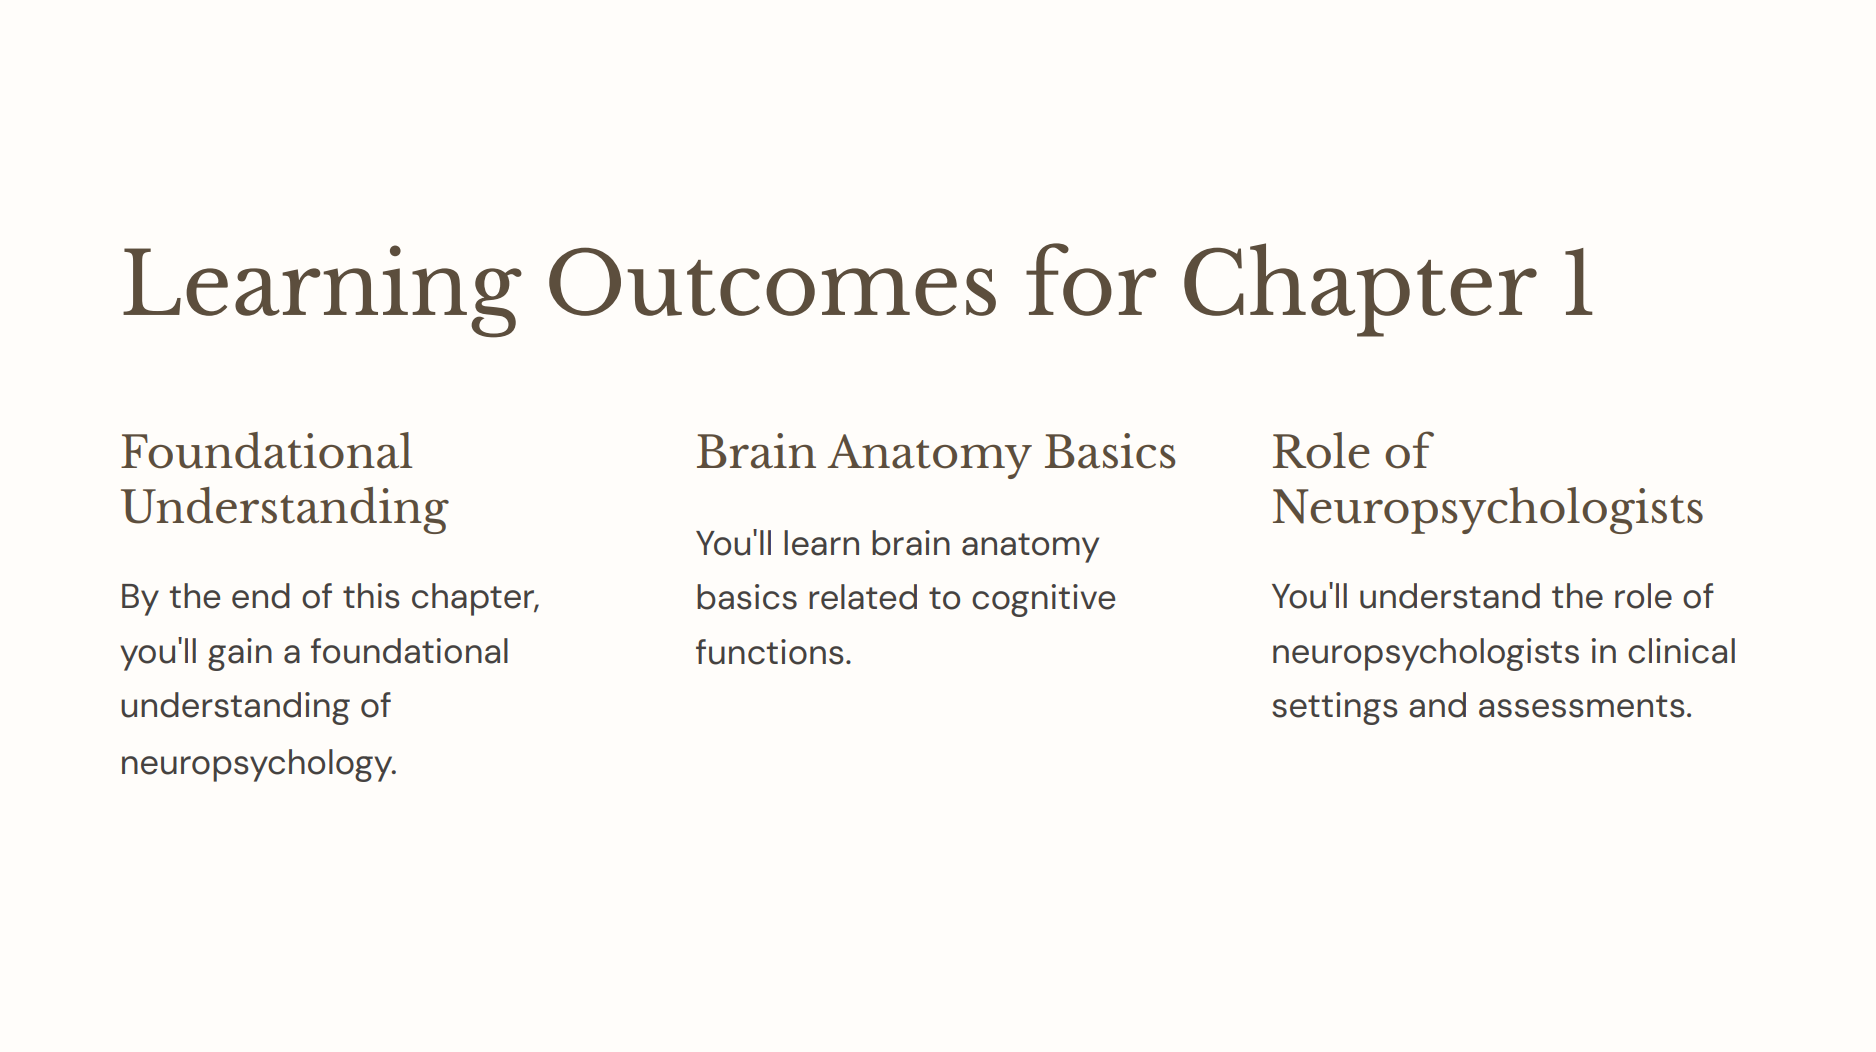 Learning Outcomes for Chapter 1
Foundational
Understanding
By the end of this chapter,
you'll gain a foundational
understanding of
neuropsychology.
Brain Anatomy Basics
You'll learn brain anatomy
basics related to cognitive
functions.
Role of
Neuropsychologists
You'll understand the role of
neuropsychologists in clinical
settings and assessments.